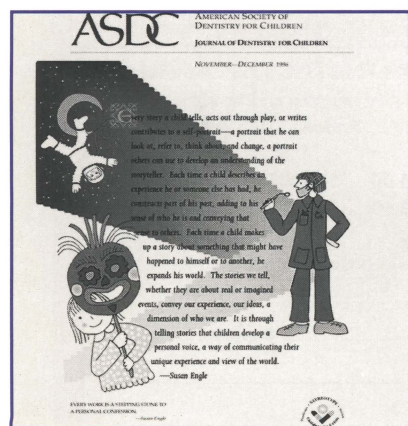 ASDC
AMERICAN SOCIETY OF
DENTISTRY FOR CHILDREN
JOURNAL OF DENTISTRY FOR CHILDREN
NOVEMBER—DECEMBER 1996
Every story a child tells, acts out through play, or writes
contributes to a self-portrait—a portrait that he can
look at, refer to, think about, and change, a portrait
others can use to develop an understanding of the
storyteller. Each time a child describes an
experience he or someone else has had, he
constructs part of his past, adding to his
sense of who he is and conveying that
sense to others. Each time a child makes
up a story about something that might have
happened to himself or to another, he
expands his world. The stories we tell,
whether they are about real or imagined
events, convey our experience, our ideas, a
dimension of who we are. It is through
telling stories that children develop a
personal voice, a way of communicating their
unique experience and view of the world.
—Susan Engle
EVERY WORK IS A STEPPING STONE TO
A PERSONAL CONFESSION.
—Susan Engle